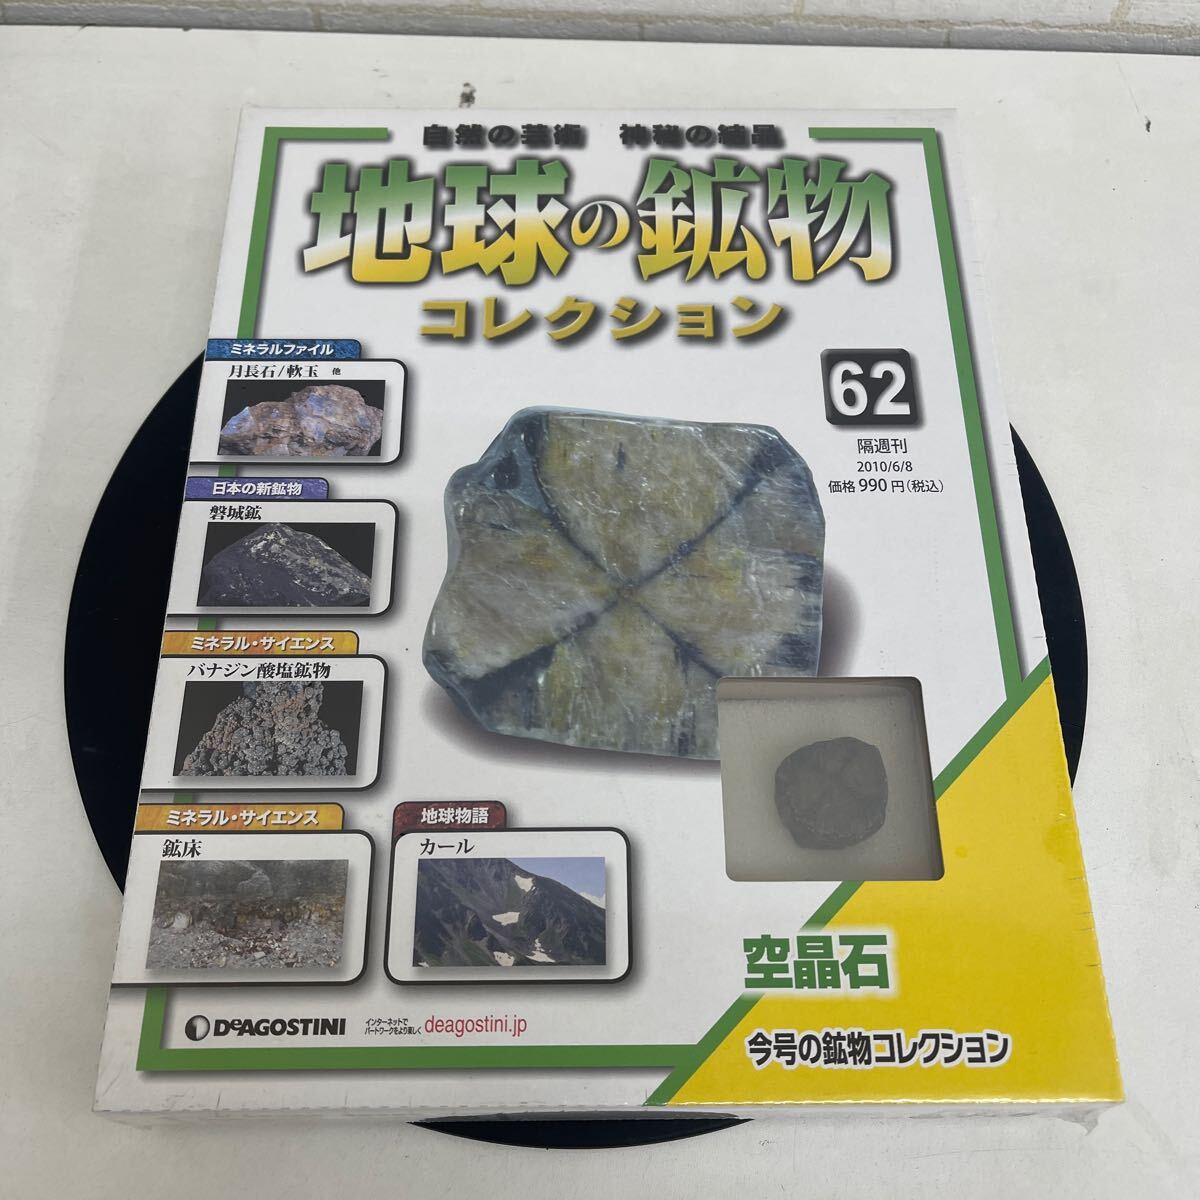 自然の芸術 神秘の結晶
地球の鉱物
コレクション
62
隔週刊
2010/6/8
価格990円(税込)
ミネラルファイル
月長石/軟玉 他
日本の新鉱物
磐城鉱
ミネラル・サイエンス
バナジン酸塩鉱物
ミネラル・サイエンス
鉱床
地球物語
カール
空晶石
今号の鉱物コレクション
DEAGOSTINI
インターネットで
パートワークをより楽しく
deagostini.jp